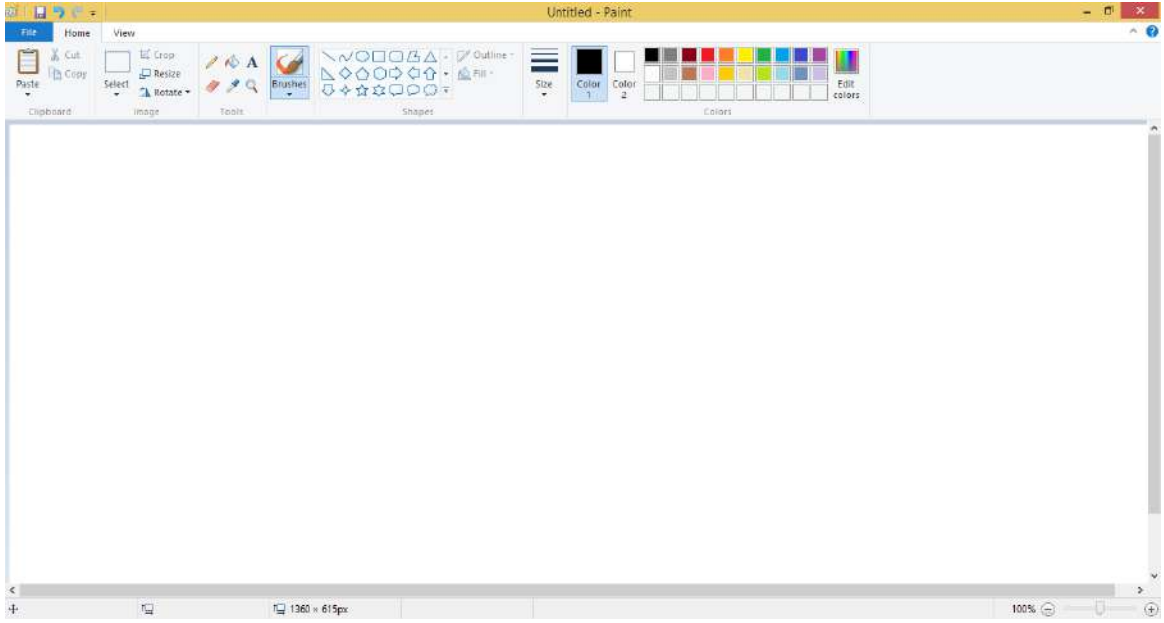 Untitled - Paint
File Home View
Cut Crop Outline
Copy Resize Fill
Paste Select Rotate A Brushes Size Color 1 Color 2 Edit colors
Clipboard Image Tools Shapes Colors
1360 × 615px 100%